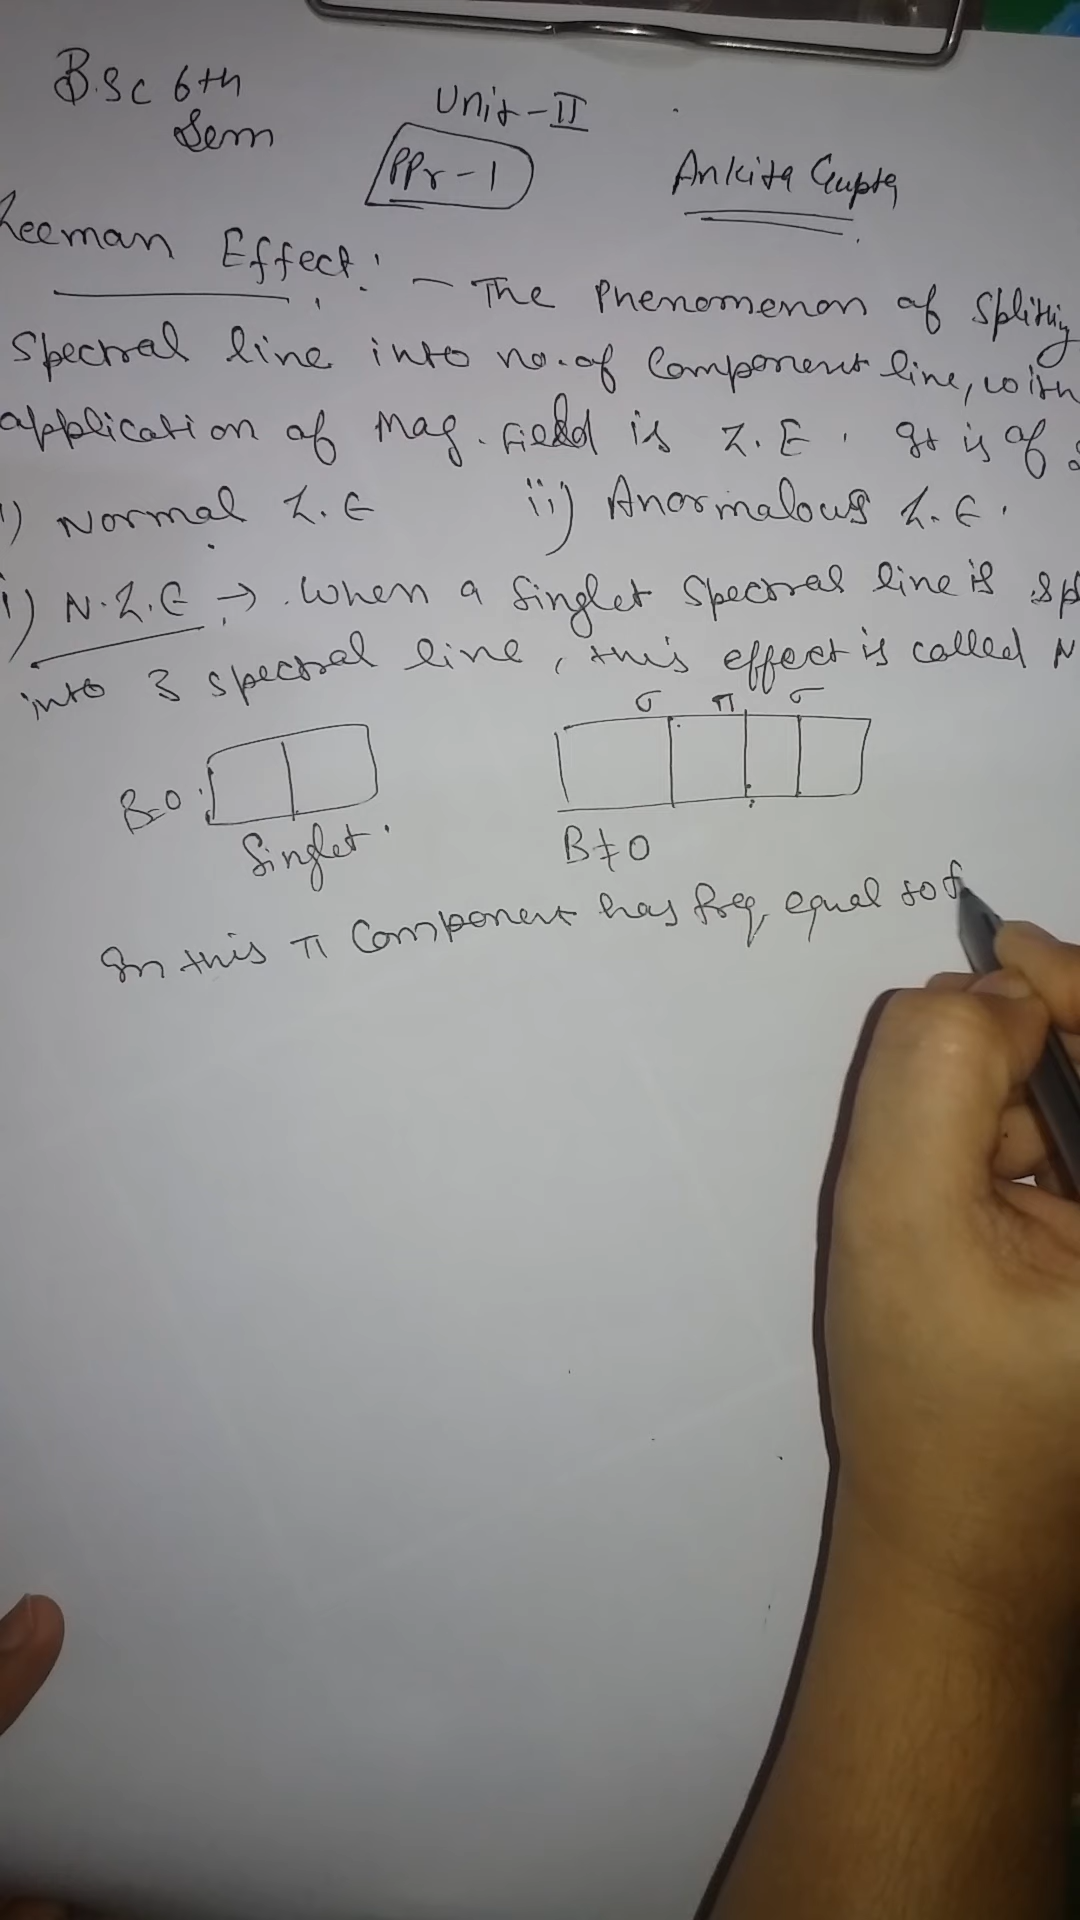 B.Sc 6th Sem
Unit-II
PPr-1
Ankita Gupta
Zeeman Effect :- The Phenomenon of Spliting
Spectral line into no. of Component line, with
application of Mag. Field is Z.E. It is of
i) Normal Z.E ii) Anormalous Z.E.
i) N.Z.E → When a Singlet Spectral line is Sp
into 3 spectral line, this effect is called N
σ π σ
B=0
Singlet.
B≠0
In this π Component has freq. equal to f